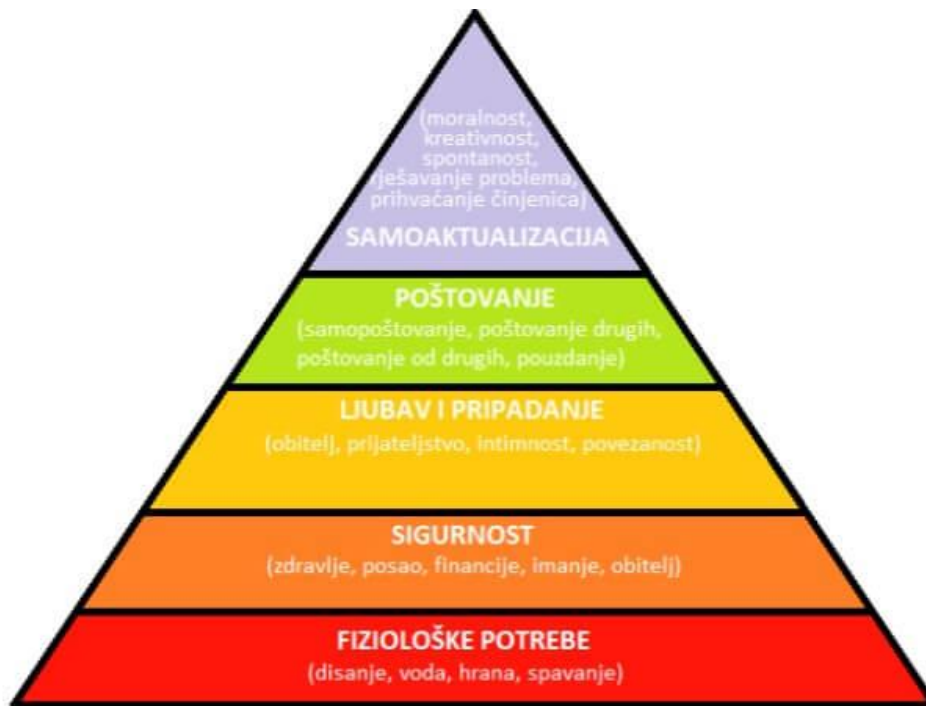 (moralnost,
kreativnost,
spontanost,
rješavanje problema,
prihvaćanje činjenica)
SAMOAKTUALIZACIJA
POŠTOVANJE
(samopoštovanje, poštovanje drugih,
poštovanje od drugih, pouzdanje)
LJUBAV I PRIPADANJE
(obitelj, prijateljstvo, intimnost, povezanost)
SIGURNOST
(zdravlje, posao, financije, imanje, obitelj)
FIZIOLOŠKE POTREBE
(disanje, voda, hrana, spavanje)